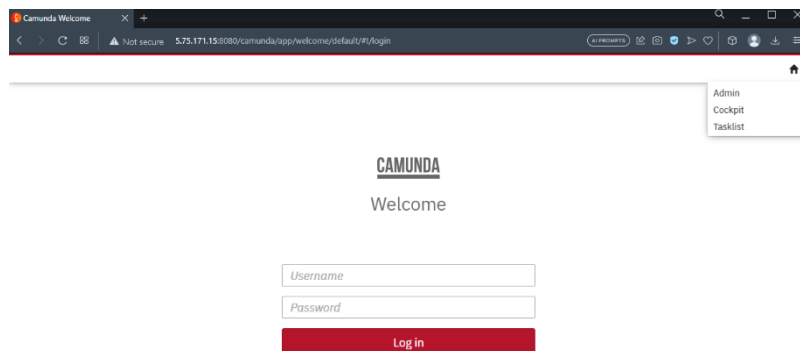 Camunda Welcome
Not secure 5.75.171.15:8080/camunda/app/welcome/default/#!/login
AI PROMPTS
Admin
Cockpit
Tasklist
CAMUNDA
Welcome
Username
Password
Log in